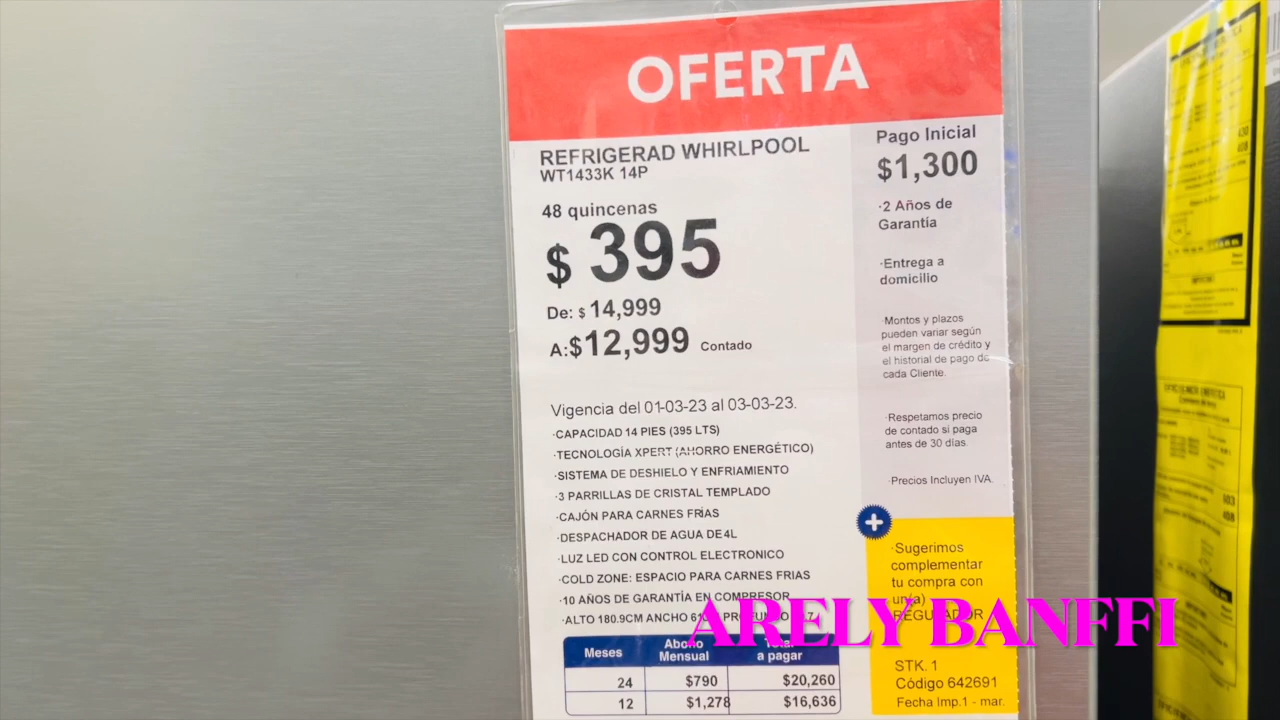 OFERTA
REFRIGERAD WHIRLPOOL
WT1433K 14P
48 quincenas
$ 395
De: $ 14,999
A:$12,999 Contado
Vigencia del 01-03-23 al 03-03-23.
·CAPACIDAD 14 PIES (395 LTS)
·TECNOLOGÍA XPERT (AHORRO ENERGÉTICO)
·SISTEMA DE DESHIELO Y ENFRIAMIENTO
·3 PARRILLAS DE CRISTAL TEMPLADO
·CAJÓN PARA CARNES FRÍAS
·DESPACHADOR DE AGUA DE4L
·LUZ LED CON CONTROL ELECTRONICO
·COLD ZONE: ESPACIO PARA CARNES FRIAS
·10 AÑOS DE GARANTÍA EN COMPRESOR
·ALTO 180.9CM ANCHO
Meses Abono Mensual Total a pagar
24 $790 $20,260
12 $1,278 $16,636
Pago Inicial
$1,300
·2 Años de
Garantía
·Entrega a
domicilio
·Montos y plazos
pueden variar según
el margen de crédito y
el historial de pago de
cada Cliente.
·Respetamos precio
de contado si paga
antes de 30 días.
·Precios Incluyen IVA.
+
·Sugerimos
complementar
tu compra con
un(a)
REGULADOR
STK. 1
Código 642691
Fecha Imp.1 - mar.
ARELY BANFFI